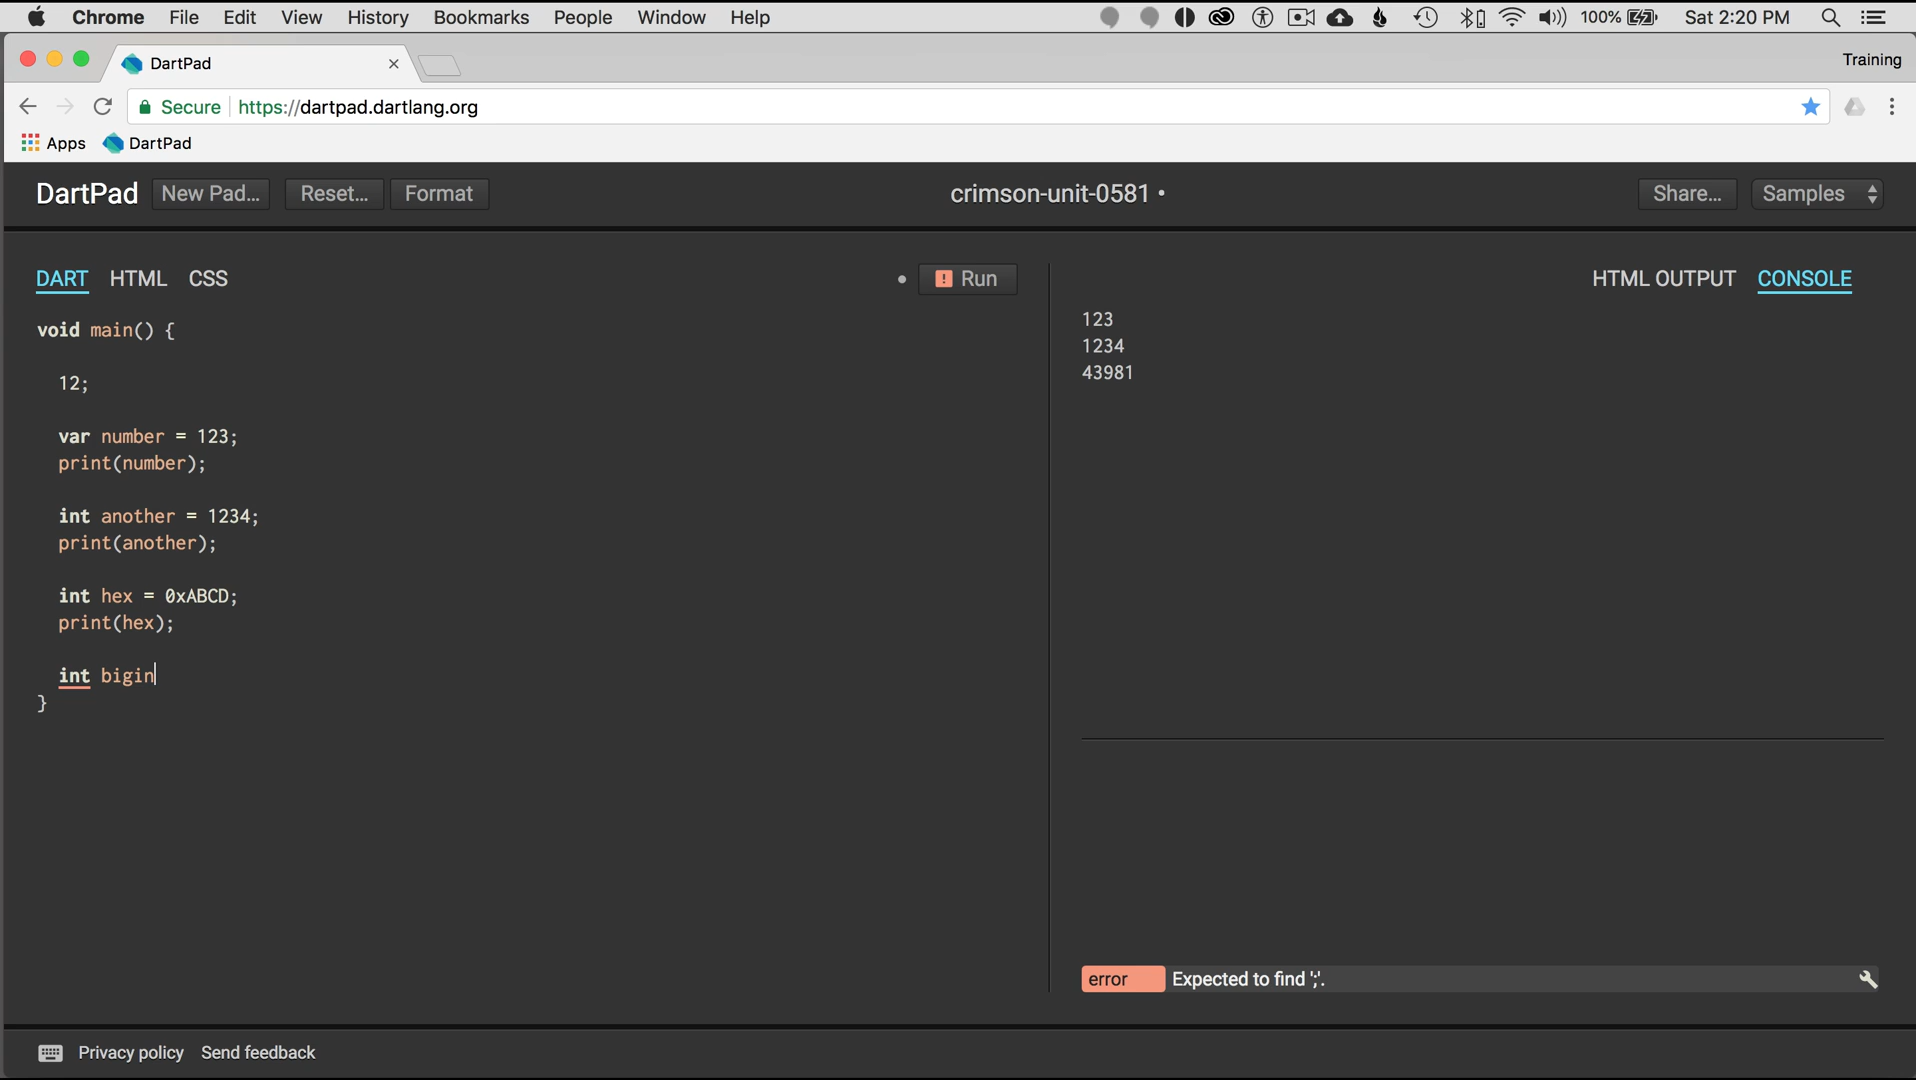 Chrome File Edit View History Bookmarks People Window Help 100% Sat 2:20 PM
DartPad Training
Secure https://dartpad.dartlang.org
Apps DartPad
DartPad New Pad... Reset... Format crimson-unit-0581 • Share... Samples
DART HTML CSS • ! Run HTML OUTPUT CONSOLE
void main() {
12;
var number = 123;
print(number);
int another = 1234;
print(another);
int hex = 0xABCD;
print(hex);
int bigin
}
123
1234
43981
error Expected to find ';'.
Privacy policy Send feedback